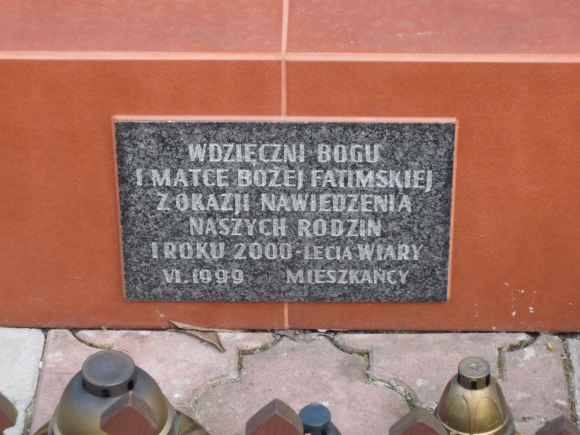 WDZIĘCZNI BOGU
I MATCE BOŻEJ FATIMSKIEJ
Z OKAZJI NAWIEDZENIA
NASZYCH RODZIN
I ROKU 2000-LECIA WIARY
VI.1999 MIESZKAŃCY